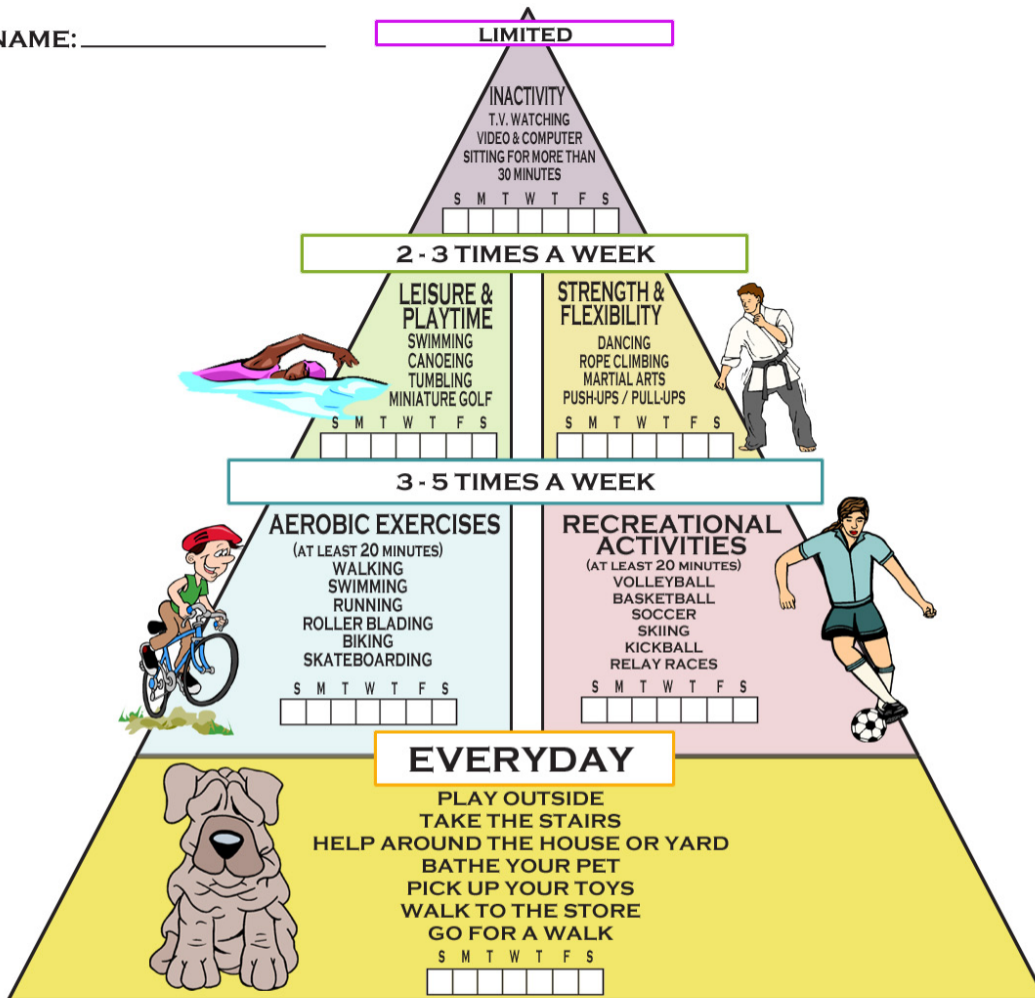 NAME:
LIMITED
INACTIVITY
T.V. WATCHING
VIDEO & COMPUTER
SITTING FOR MORE THAN
30 MINUTES
S M T W T F S
2 - 3 TIMES A WEEK
LEISURE &
PLAYTIME
SWIMMING
CANOEING
TUMBLING
MINIATURE GOLF
S M T W T F S
STRENGTH &
FLEXIBILITY
DANCING
ROPE CLIMBING
MARTIAL ARTS
PUSH-UPS / PULL-UPS
S M T W T F S
3 - 5 TIMES A WEEK
AEROBIC EXERCISES
(AT LEAST 20 MINUTES)
WALKING
SWIMMING
RUNNING
ROLLER BLADING
BIKING
SKATEBOARDING
S M T W T F S
RECREATIONAL
ACTIVITIES
(AT LEAST 20 MINUTES)
VOLLEYBALL
BASKETBALL
SOCCER
SKIING
KICKBALL
RELAY RACES
S M T W T F S
EVERYDAY
PLAY OUTSIDE
TAKE THE STAIRS
HELP AROUND THE HOUSE OR YARD
BATHE YOUR PET
PICK UP YOUR TOYS
WALK TO THE STORE
GO FOR A WALK
S M T W T F S